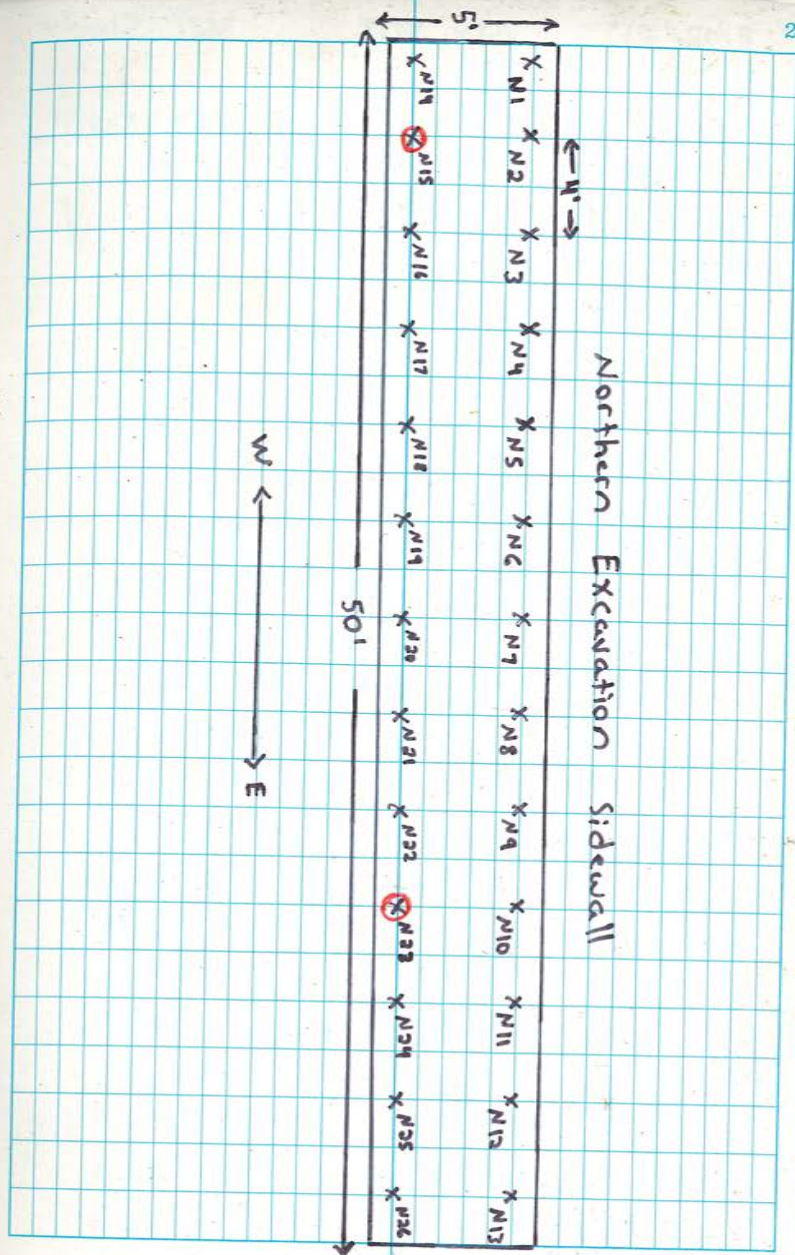 2
Northern Excavation Sidewall
4'
5'
N1 N2 N3 N4 N5 N6 N7 N8 N9 N10 N11 N12 N13
N14 N15 N16 N17 N18 N19 N20 N21 N22 N23 N24 N25 N26
50'
W E